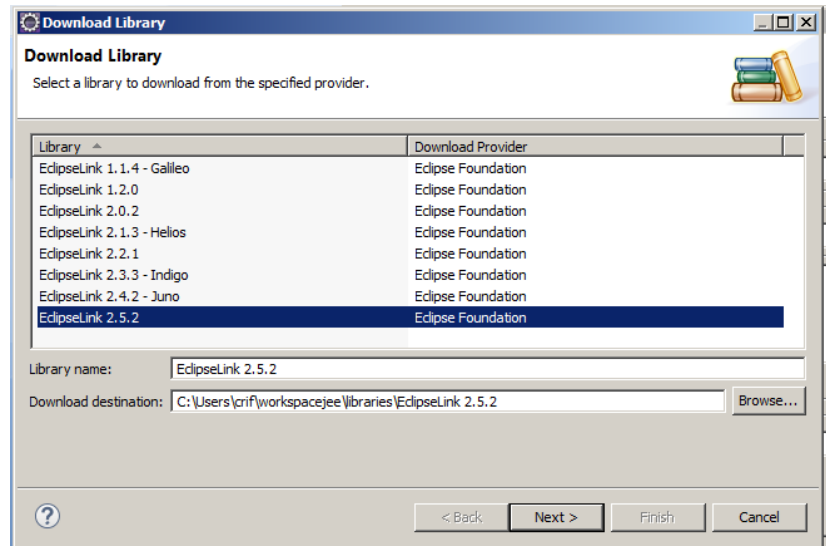 Download Library
Download Library
Select a library to download from the specified provider.
Library Download Provider
EclipseLink 1.1.4 - Galileo Eclipse Foundation
EclipseLink 1.2.0 Eclipse Foundation
EclipseLink 2.0.2 Eclipse Foundation
EclipseLink 2.1.3 - Helios Eclipse Foundation
EclipseLink 2.2.1 Eclipse Foundation
EclipseLink 2.3.3 - Indigo Eclipse Foundation
EclipseLink 2.4.2 - Juno Eclipse Foundation
EclipseLink 2.5.2 Eclipse Foundation
Library name: EclipseLink 2.5.2
Download destination: C:\Users\crif\workspacejee\libraries\EclipseLink 2.5.2 Browse...
? < Back Next > Finish Cancel